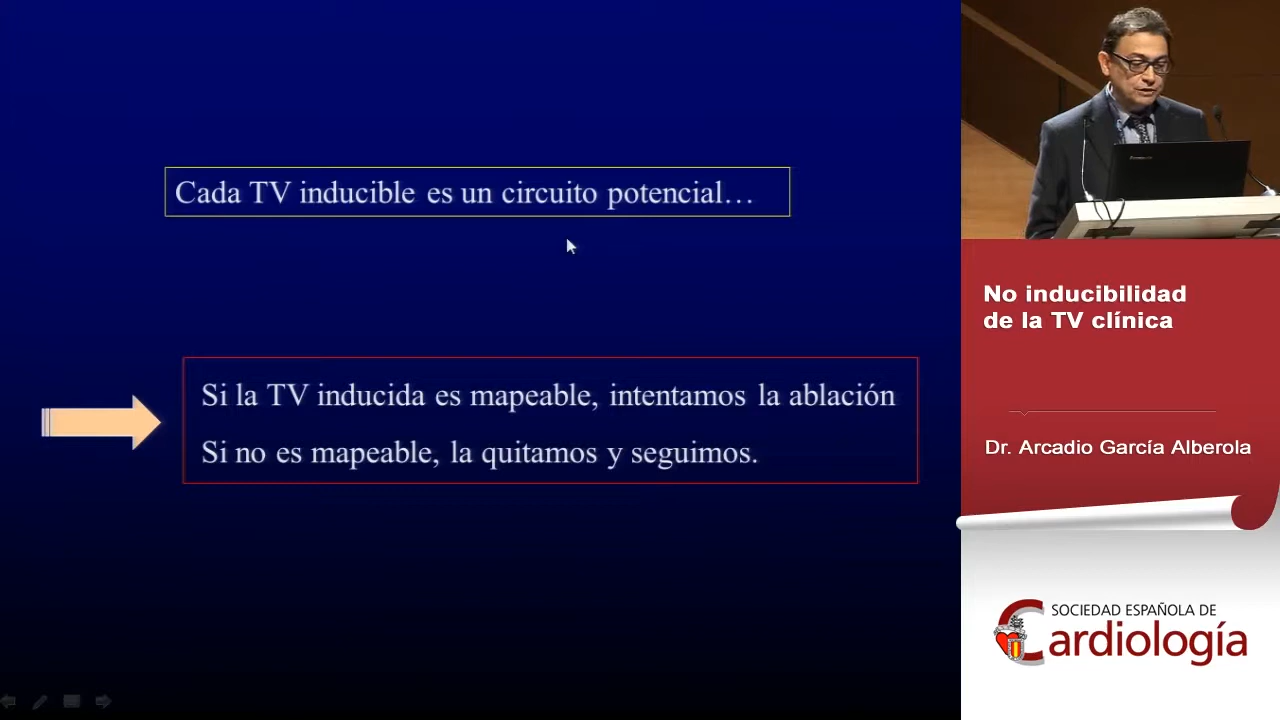 Cada TV inducible es un circuito potencial…
Si la TV inducida es mapeable, intentamos la ablación
Si no es mapeable, la quitamos y seguimos.
No inducibilidad
de la TV clínica
Dr. Arcadio García Alberola
SOCIEDAD ESPAÑOLA DE
Cardiología